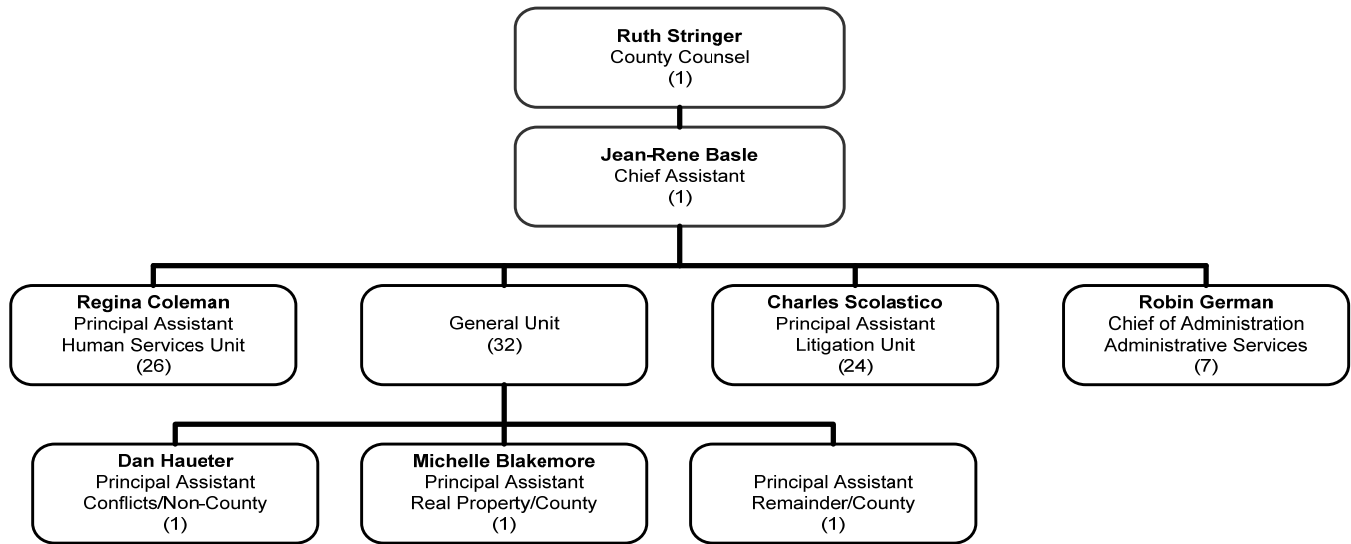 Ruth Stringer
County Counsel
(1)
Jean-Rene Basle
Chief Assistant
(1)
Regina Coleman
Principal Assistant
Human Services Unit
(26)
General Unit
(32)
Charles Scolastico
Principal Assistant
Litigation Unit
(24)
Robin German
Chief of Administration
Administrative Services
(7)
Dan Haueter
Principal Assistant
Conflicts/Non-County
(1)
Michelle Blakemore
Principal Assistant
Real Property/County
(1)
Principal Assistant
Remainder/County
(1)